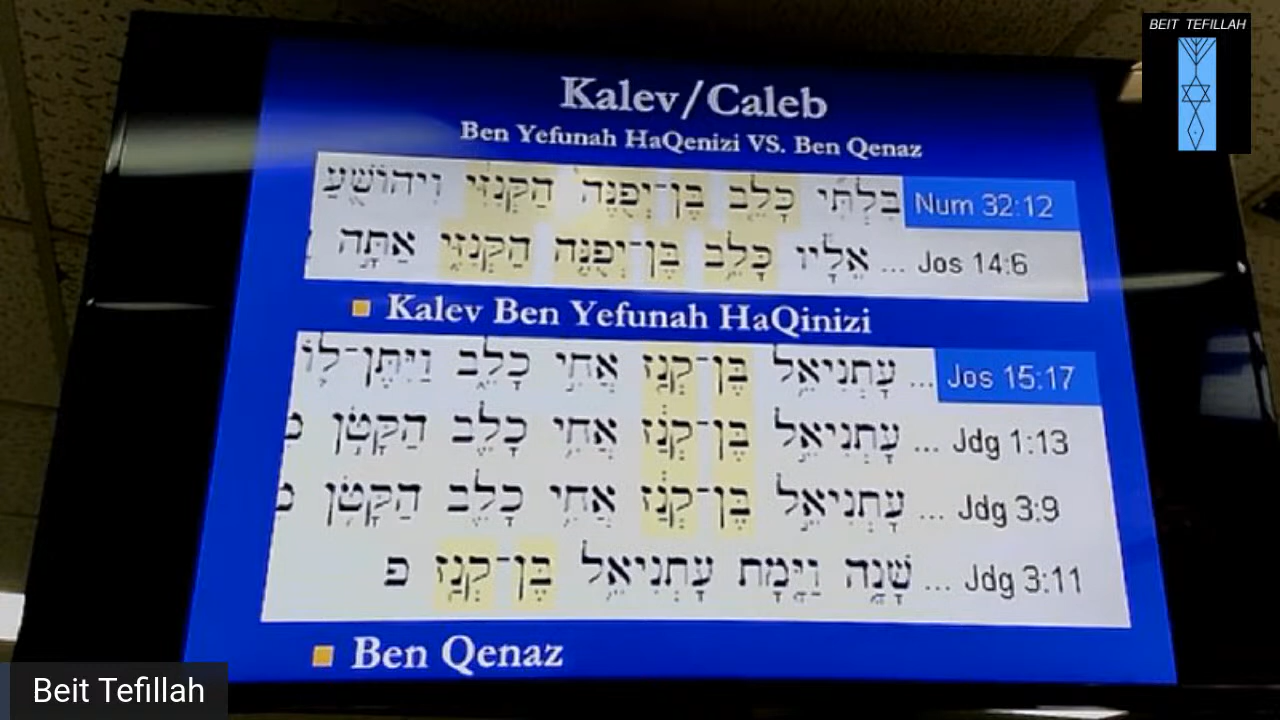 BEIT TEFILLAH
Kalev/Caleb
Ben Yefunah HaQenizi VS. Ben Qenaz
Num 32:12 בִּלְתִּ֞י כָּלֵ֤ב בֶּן־יְפֻנֶּה֙ הַקְּנִזִּ֔י וִיהוֹשֻׁ֖עַ
Jos 14:6 ... אֵלָ֔יו כָּלֵ֥ב בֶּן־יְפֻנֶּ֖ה הַקְּנִזִּ֑י אַתָּ֣ה
Kalev Ben Yefunah HaQinizi
Jos 15:17 ... עָתְנִיאֵ֥ל בֶּן־קְנַ֖ז אֲחִ֣י כָלֵ֑ב וַיִּתֶּן־ל֛וֹ
Jdg 1:13 ... עָתְנִיאֵ֣ל בֶּן־קְנַ֔ז אֲחִ֥י כָלֵ֖ב הַקָּטֹ֣ן
Jdg 3:9 ... עָתְנִיאֵ֣ל בֶּן־קְנַ֔ז אֲחִ֥י כָלֵ֖ב הַקָּטֹ֥ן
Jdg 3:11 ... שָׁנָ֑ה וַיָּ֖מָת עָתְנִיאֵ֥ל בֶּן־קְנַֽז פ
Ben Qenaz
Beit Tefillah